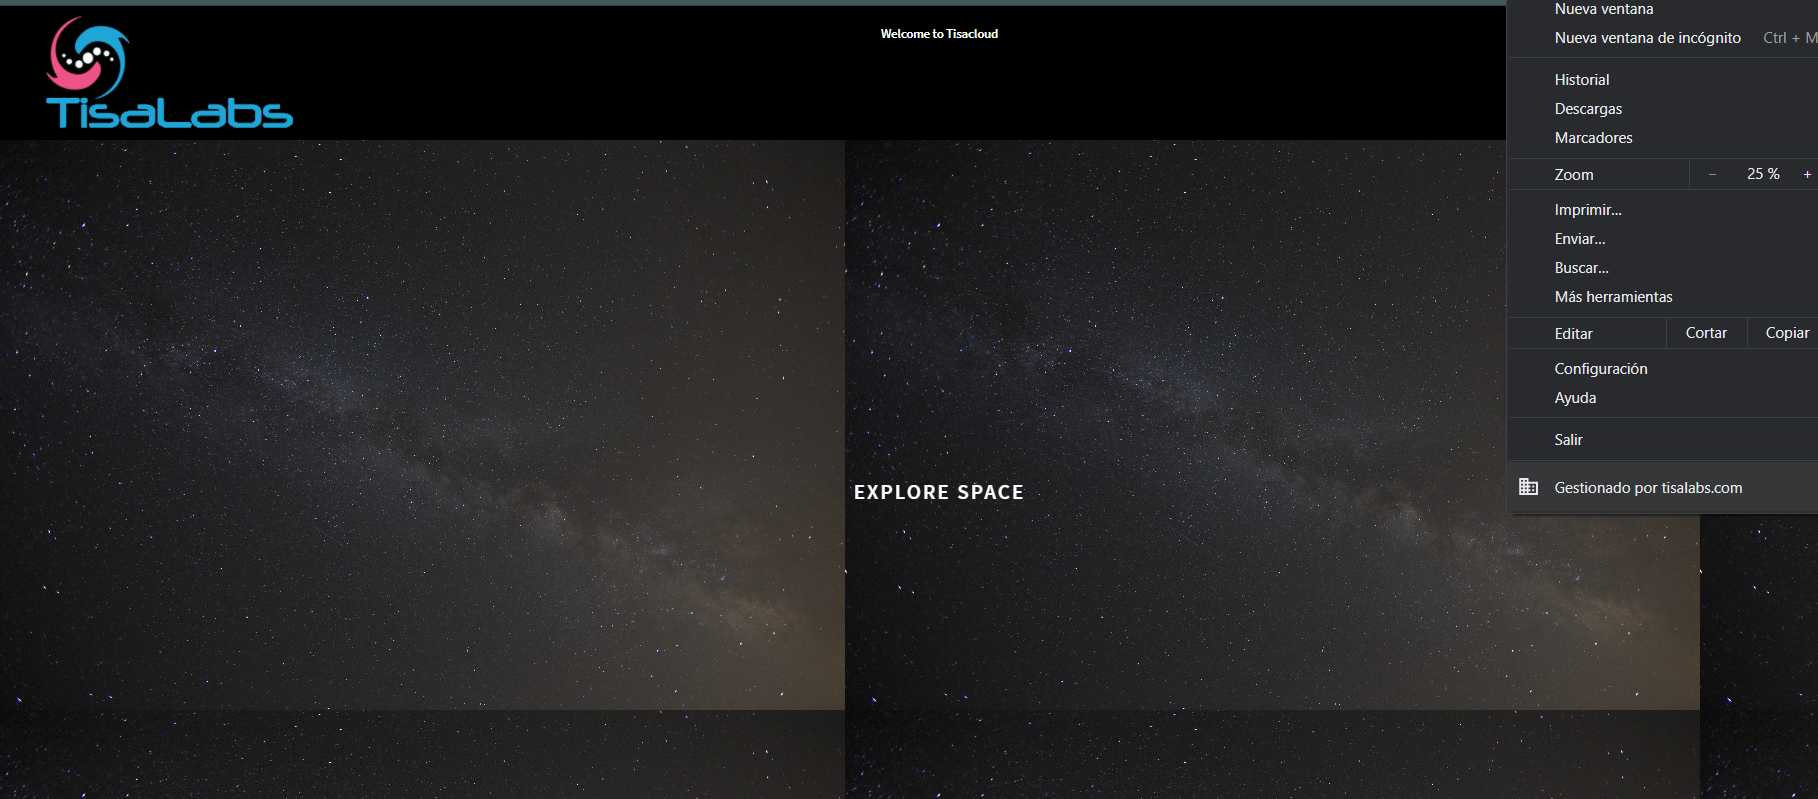 TisaLabs
Welcome to Tisacloud
EXPLORE SPACE
Nueva ventana
Nueva ventana de incógnito Ctrl + M
Historial
Descargas
Marcadores
Zoom − 25 % +
Imprimir...
Enviar...
Buscar...
Más herramientas
Editar Cortar Copiar
Configuración
Ayuda
Salir
Gestionado por tisalabs.com